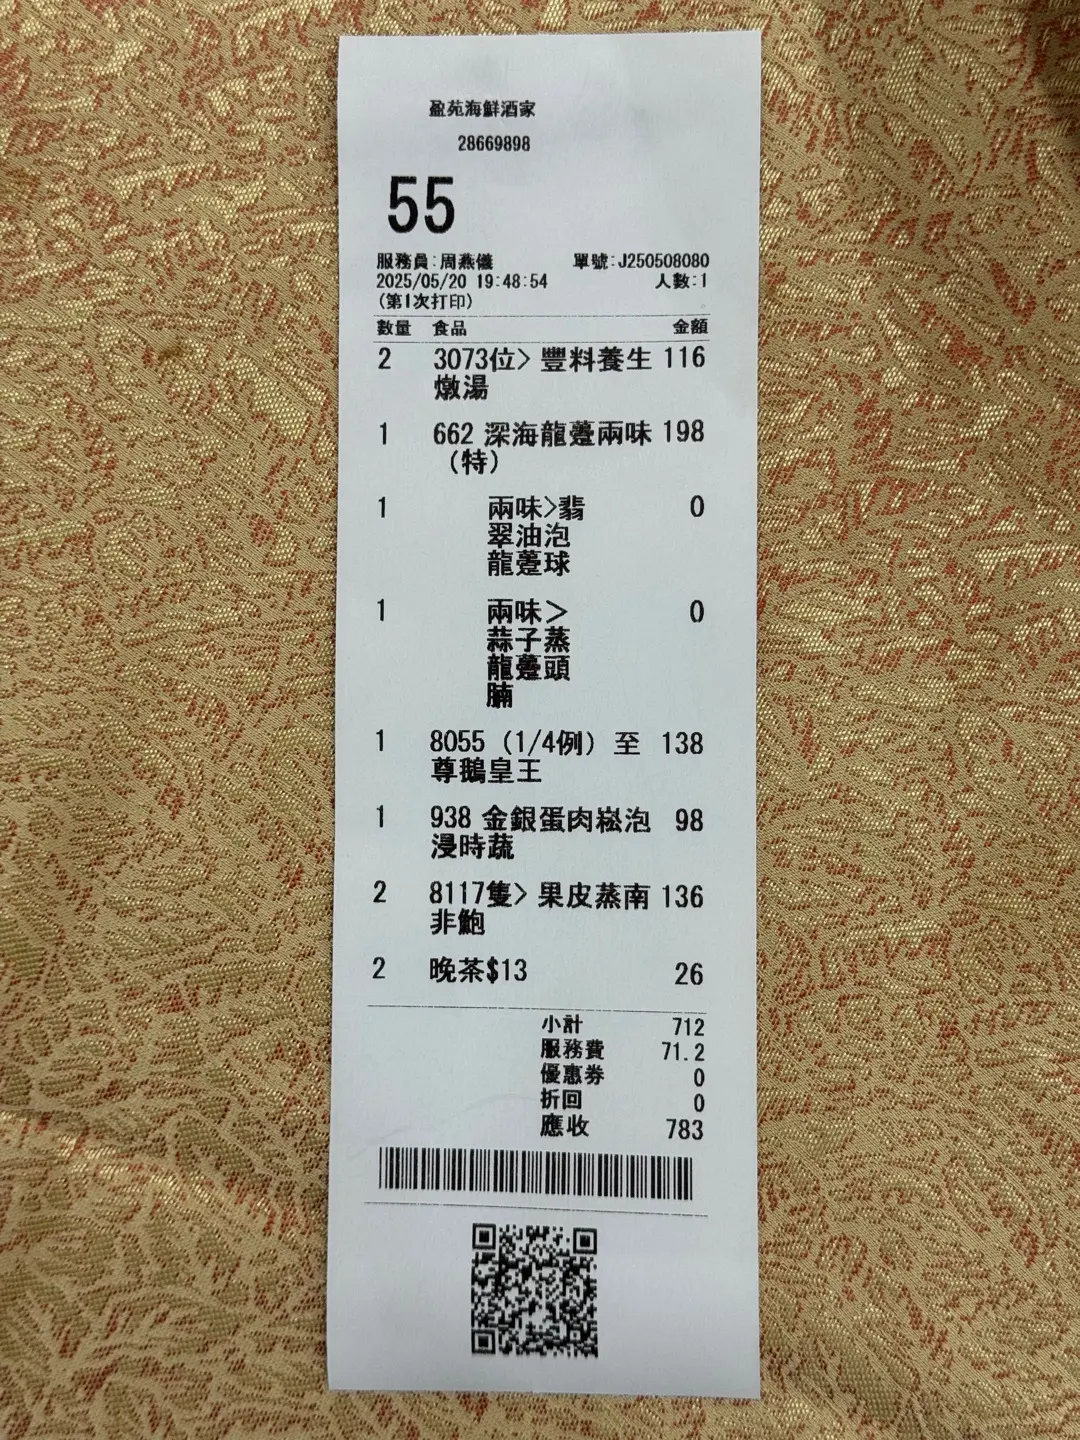 盈苑海鮮酒家
28669898
55
服務員:周燕儀 單號:J250508080
2025/05/20 19:48:54 人數:1
(第1次打印)
數量 食品 金額
2 3073位> 豐料養生 116
燉湯
1 662 深海龍躉兩味 198
(特)
1 兩味>翡 0
翠油泡
龍躉球
1 兩味> 0
蒜子蒸
龍躉頭
腩
1 8055 (1/4例) 至 138
尊鵝皇王
1 938 金銀蛋肉崧泡 98
浸時蔬
2 8117隻> 果皮蒸南 136
非鮑
2 晚茶$13 26
小計 712
服務費 71.2
優惠券 0
折回 0
應收 783